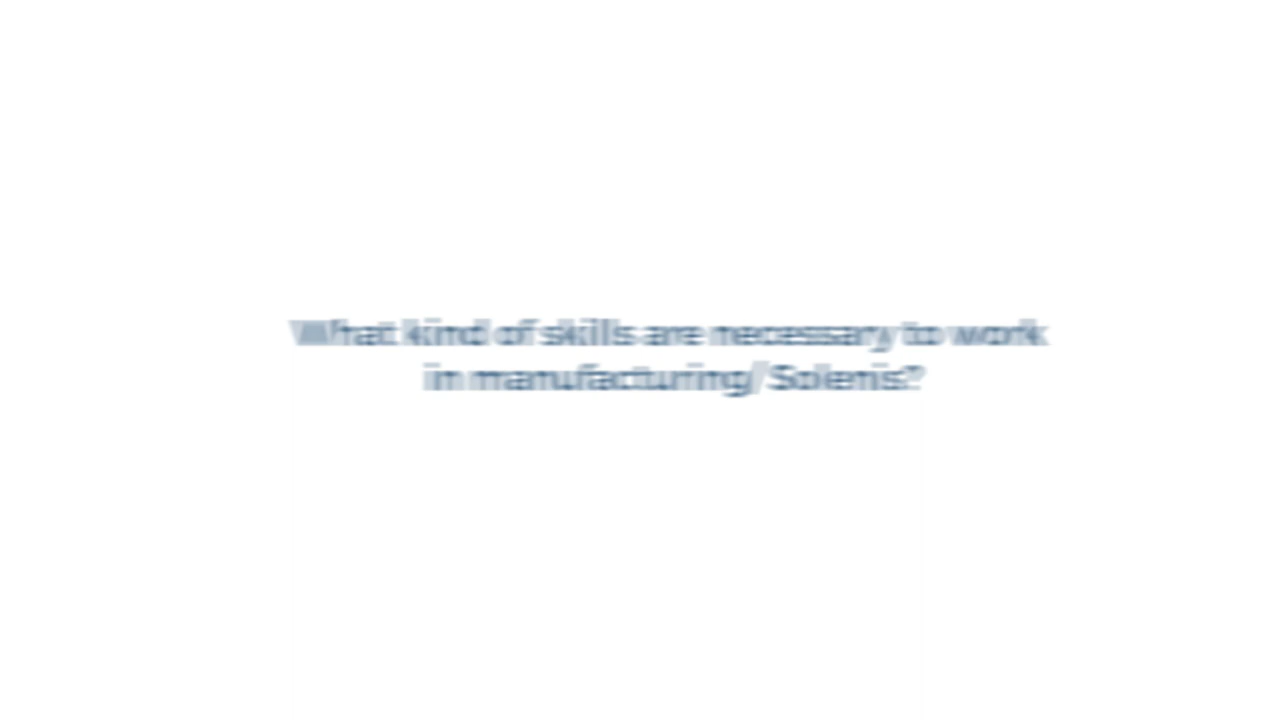 What kind of skills are necessary to work
in manufacturing/Solenis?